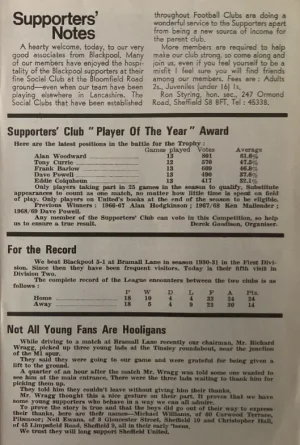 Supporters'
Notes
A hearty welcome, today, to our very
good associates from Blackpool. Many
of our members have enjoyed the hospi-
tality of the Blackpool supporters at their
fine Social Club at the Bloomfield Road
ground—even when our team have been
playing elsewhere in Lancashire. The
Social Clubs that have been established
throughout Football Clubs are doing a
wonderful service to the Supporters apart
from being a new source of income for
the parent club.
More members are required to help
make our club strong, so come along and
join us, even if you feel yourself to be a
misfit I feel sure you will find friends
among our members. Fees are : Adults
2s., Juveniles (under 16) 1s.
Ron Styring, hon. sec., 247 Ormond
Road, Sheffield S8 8FT, Tel : 48338.
Supporters' Club "Player Of The Year" Award
Here are the latest positions in the battle for the Trophy :
Games played Votes Average
Alan Woodward 13 801 61.6%
Tony Currie 12 570 47.5%
Frank Barlow 13 609 46.8%
Dave Powell 13 490 37.6%
Eddie Colquhoun 13 417 32.1%
Only players taking part in 25 games in the season to qualify. Substitute
appearances to count as one match, no matter how little time is spent on field
of play. Only players on United's books at the end of the season to be eligible.
Previous Winners : 1966-67 Alan Hodgkinson ; 1967/68 Ken Mallender ;
1968/69 Dave Powell.
Any member of the Supporters' Club can vote in this Competition, so help
us to ensure a true result. Derek Goodison, Organiser.
For the Record
We beat Blackpool 5-1 at Bramall Lane in season 1930-31 in the First Divi-
sion. Since then they have been frequent visitors. Today is their fifth visit in
Division Two.
The complete record of the League encounters between the two clubs is as
follows :
P W D L F A Pts.
Home 18 10 4 4 33 24 24
Away 18 5 4 9 22 30 14
Not All Young Fans Are Hooligans
While driving to a match at Bramall Lane recently our chairman, Mr. Richard
Wragg, picked up three young lads at the Tinsley roundabout, near the junction
of the M1 spur.
They said they were going to our game and were grateful for being given a
lift to the ground.
A quarter of an hour after the match Mr. Wragg was told some one wanted to
see him at the main entrance. There were the three lads waiting to thank him for
picking them up.
They told him they couldn't leave without giving him their thanks.
Mr. Wragg thought this a nice gesture on their part. It proves that we have
some young supporters who behave in a way we can all admire.
To prove the story is true and that the boys did go out of their way to express
their thanks, here are their names—Michael Williams, of 46 Corwood Terrace,
Pitsmoor; Neil Evans, of 8 Gloucester Street, Sheffield 10 and Christopher Hall,
of 45 Limpsfield Road, Sheffield 9, all in their early 'teens.
We trust they will long support Sheffield United.